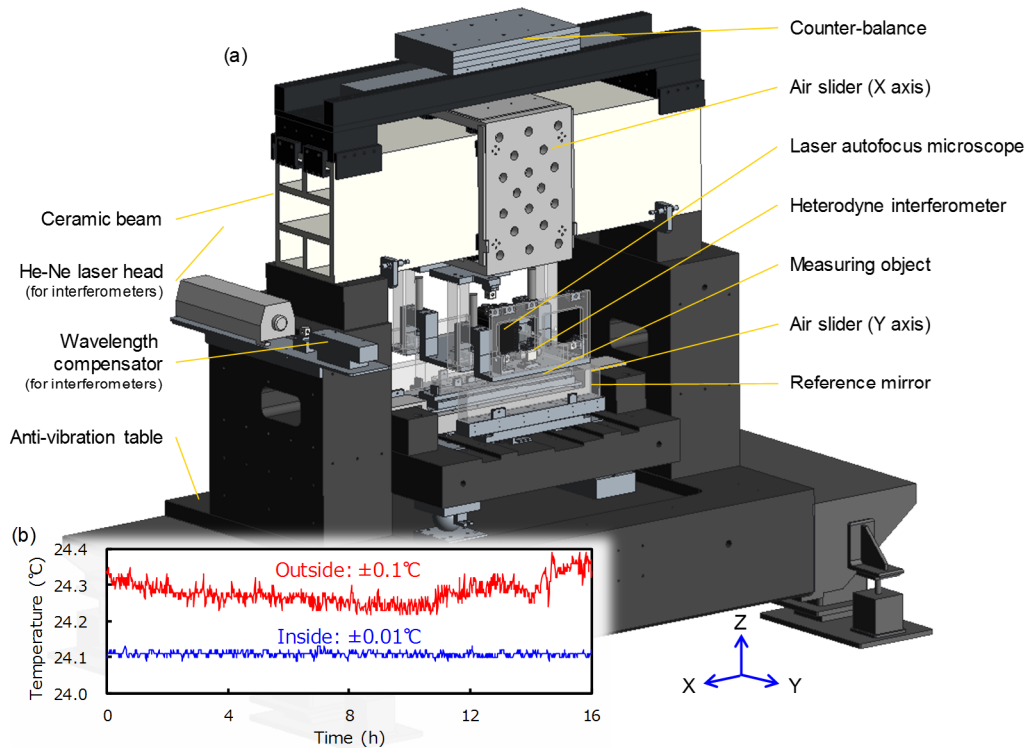 (a)
Counter-balance
Air slider (X axis)
Laser autofocus microscope
Heterodyne interferometer
Measuring object
Air slider (Y axis)
Reference mirror
Ceramic beam
He-Ne laser head
(for interferometers)
Wavelength
compensator
(for interferometers)
Anti-vibration table
(b)
Temperature (℃)
24.4
24.3
24.2
24.1
24.0
Outside: ±0.1℃
Inside: ±0.01℃
0
4
8
12
16
Time (h)
Z
X
Y